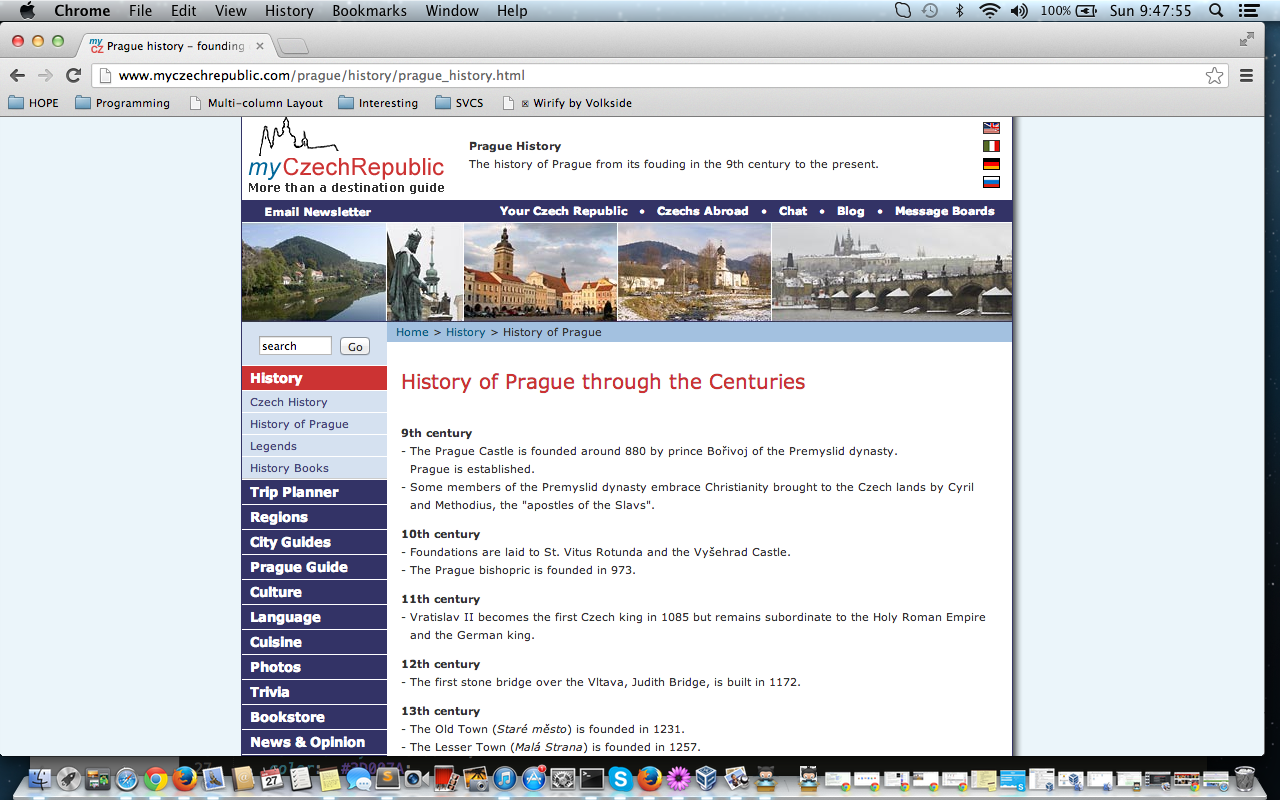 Chrome File Edit View History Bookmarks Window Help 100% Sun 9:47:55
my CZ Prague history – founding
www.myczechrepublic.com/prague/history/prague_history.html
HOPE Programming Multi-column Layout Interesting SVCS Wirify by Volkside
myCzechRepublic
More than a destination guide
Prague History
The history of Prague from its fouding in the 9th century to the present.
Email Newsletter Your Czech Republic • Czechs Abroad • Chat • Blog • Message Boards
search Go
Home > History > History of Prague
History
Czech History
History of Prague
Legends
History Books
Trip Planner
Regions
City Guides
Prague Guide
Culture
Language
Cuisine
Photos
Trivia
Bookstore
News & Opinion
History of Prague through the Centuries
9th century
- The Prague Castle is founded around 880 by prince Bořivoj of the Premyslid dynasty.
Prague is established.
- Some members of the Premyslid dynasty embrace Christianity brought to the Czech lands by Cyril
and Methodius, the "apostles of the Slavs".
10th century
- Foundations are laid to St. Vitus Rotunda and the Vyšehrad Castle.
- The Prague bishopric is founded in 973.
11th century
- Vratislav II becomes the first Czech king in 1085 but remains subordinate to the Holy Roman Empire
and the German king.
12th century
- The first stone bridge over the Vltava, Judith Bridge, is built in 1172.
13th century
- The Old Town (Staré město) is founded in 1231.
- The Lesser Town (Malá Strana) is founded in 1257.
27